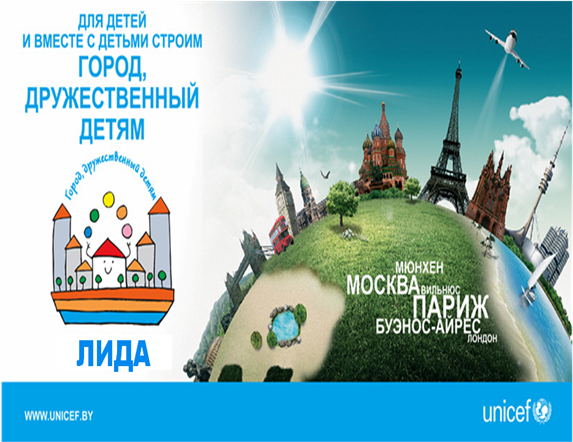 ДЛЯ ДЕТЕЙ
И ВМЕСТЕ С ДЕТЬМИ СТРОИМ
ГОРОД,
ДРУЖЕСТВЕННЫЙ
ДЕТЯМ
Город, дружественный детям
ЛИДА
МЮНХЕН
МОСКВА
ВИЛЬНЮС
ПАРИЖ
БУЭНОС-АЙРЕС
ЛОНДОН
WWW.UNICEF.BY
unicef